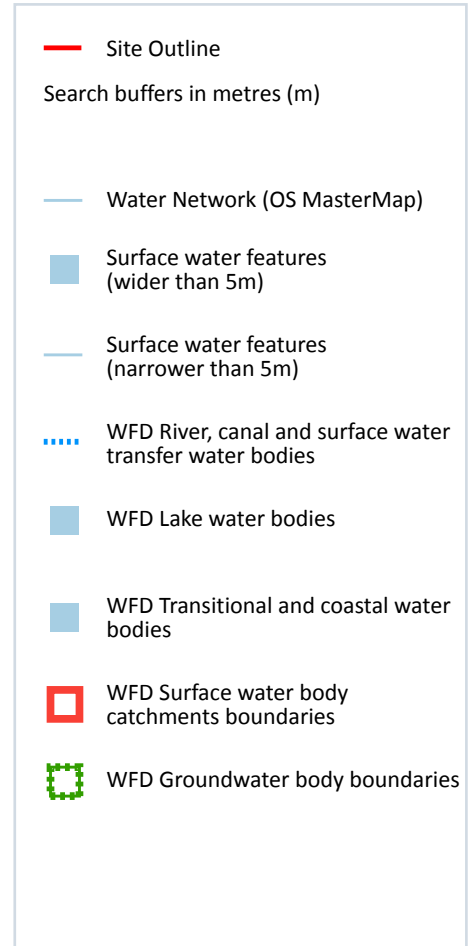 Site Outline
Search buffers in metres (m)
Water Network (OS MasterMap)
Surface water features
(wider than 5m)
Surface water features
(narrower than 5m)
WFD River, canal and surface water
transfer water bodies
WFD Lake water bodies
WFD Transitional and coastal water
bodies
WFD Surface water body
catchments boundaries
WFD Groundwater body boundaries